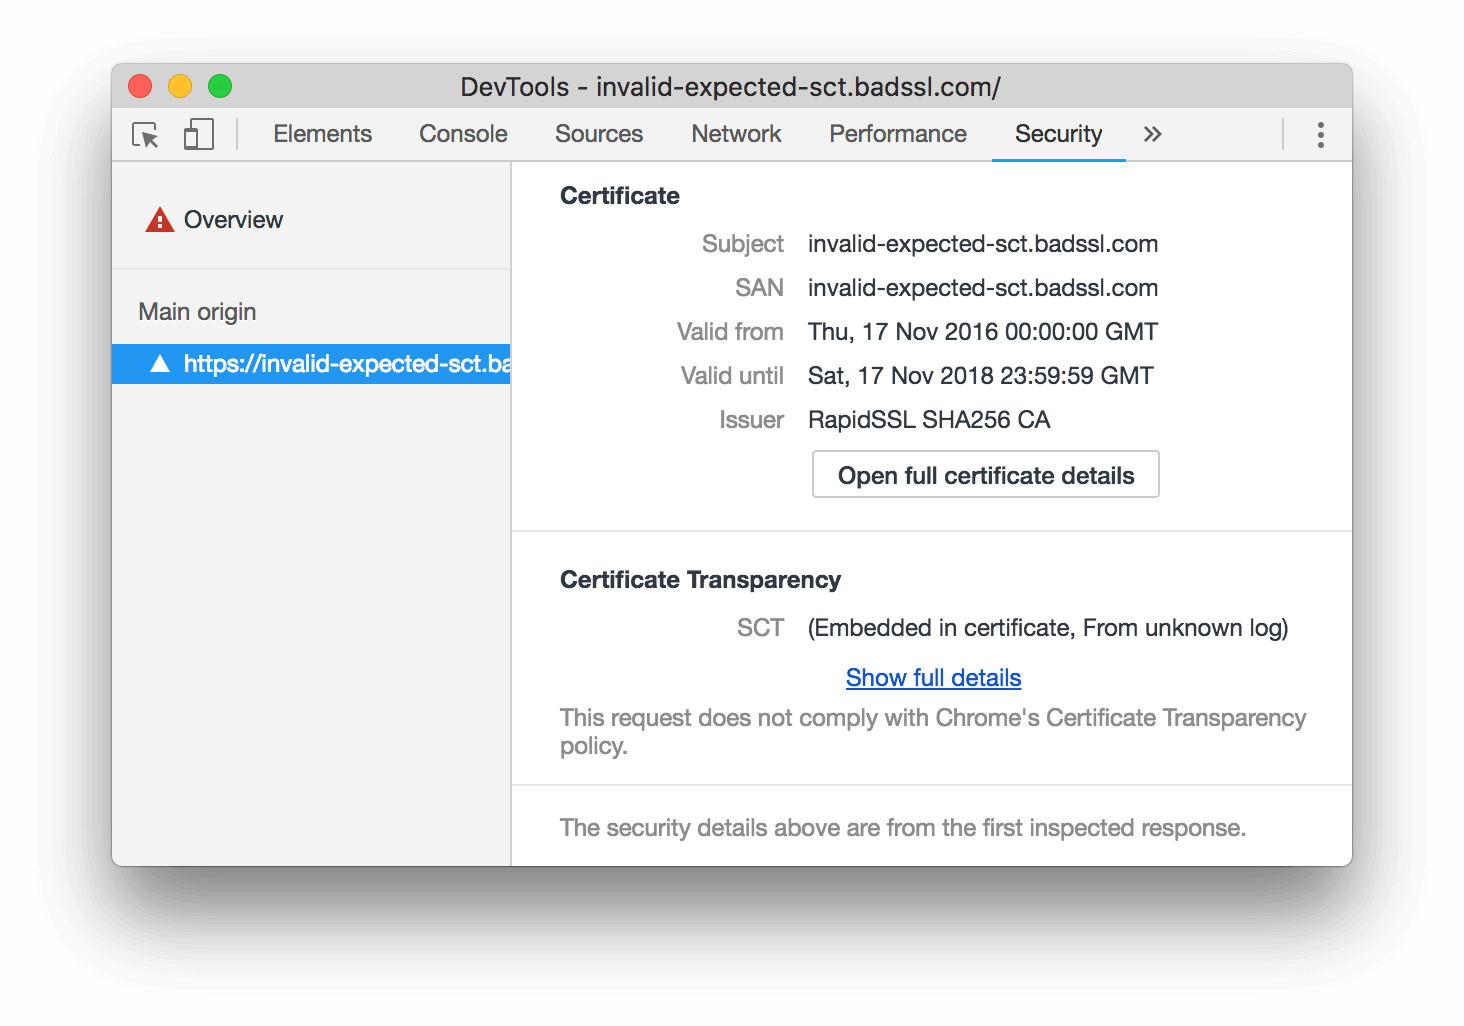 DevTools - invalid-expected-sct.badssl.com/
Elements Console Sources Network Performance Security
Overview
Main origin
https://invalid-expected-sct.ba
Certificate
Subject invalid-expected-sct.badssl.com
SAN invalid-expected-sct.badssl.com
Valid from Thu, 17 Nov 2016 00:00:00 GMT
Valid until Sat, 17 Nov 2018 23:59:59 GMT
Issuer RapidSSL SHA256 CA
Open full certificate details
Certificate Transparency
SCT (Embedded in certificate, From unknown log)
Show full details
This request does not comply with Chrome's Certificate Transparency
policy.
The security details above are from the first inspected response.